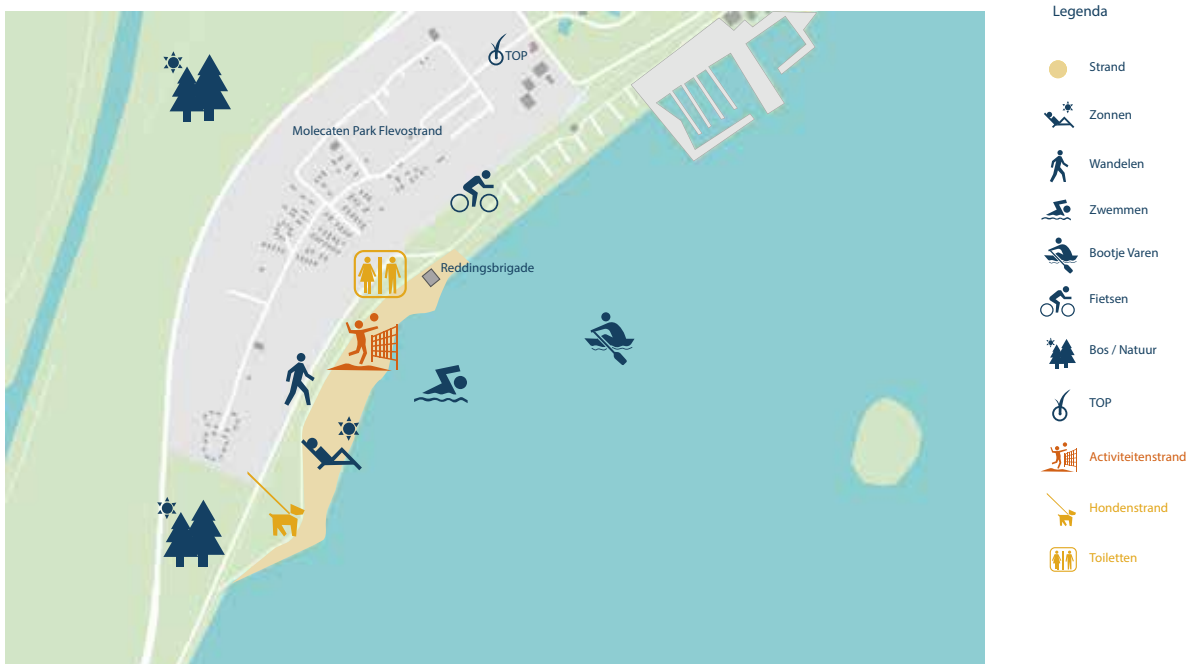 TOP
Molecaten Park Flevostrand
Reddingsbrigade
Legenda
Strand
Zonnen
Wandelen
Zwemmen
Bootje Varen
Fietsen
Bos / Natuur
TOP
Activiteitenstrand
Hondenstrand
Toiletten